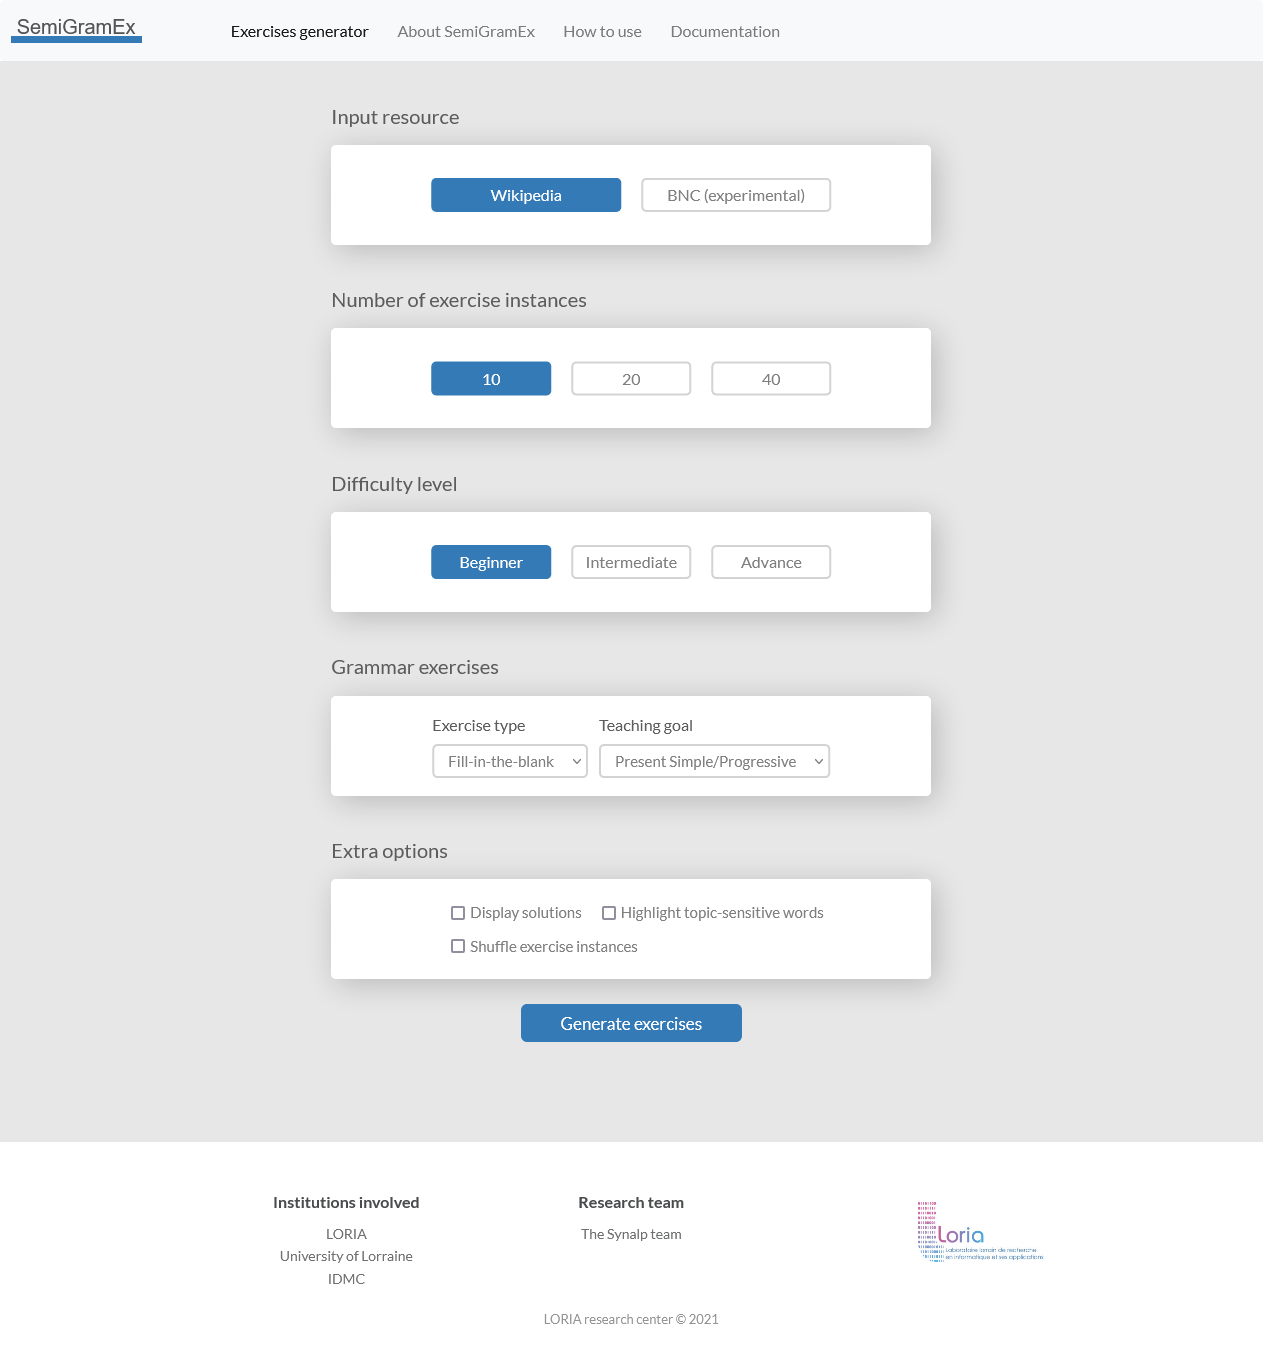 SemiGramEx
Exercises generator About SemiGramEx How to use Documentation
Input resource
Wikipedia BNC (experimental)
Number of exercise instances
10 20 40
Difficulty level
Beginner Intermediate Advance
Grammar exercises
Exercise type Teaching goal
Fill-in-the-blank Present Simple/Progressive
Extra options
Display solutions Highlight topic-sensitive words
Shuffle exercise instances
Generate exercises
Institutions involved
LORIA
University of Lorraine
IDMC
Research team
The Synalp team
Loria
Laboratoire lorrain de recherche
en informatique et ses applications
LORIA research center © 2021